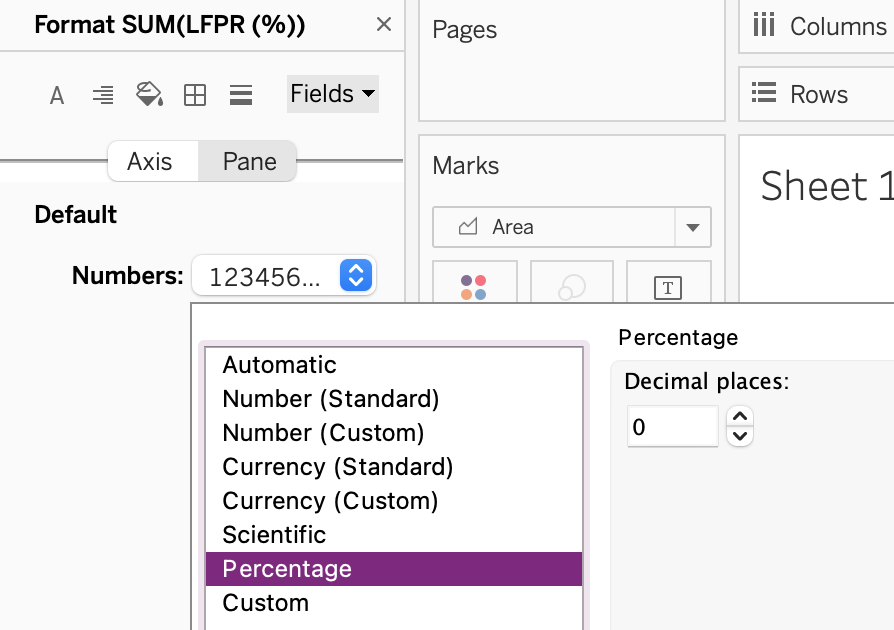 Format SUM(LFPR (%))
Fields
Axis
Pane
Default
Numbers: 123456...
Pages
Columns
Rows
Marks
Area
T
Sheet 1
Automatic
Number (Standard)
Number (Custom)
Currency (Standard)
Currency (Custom)
Scientific
Percentage
Custom
Percentage
Decimal places:
0